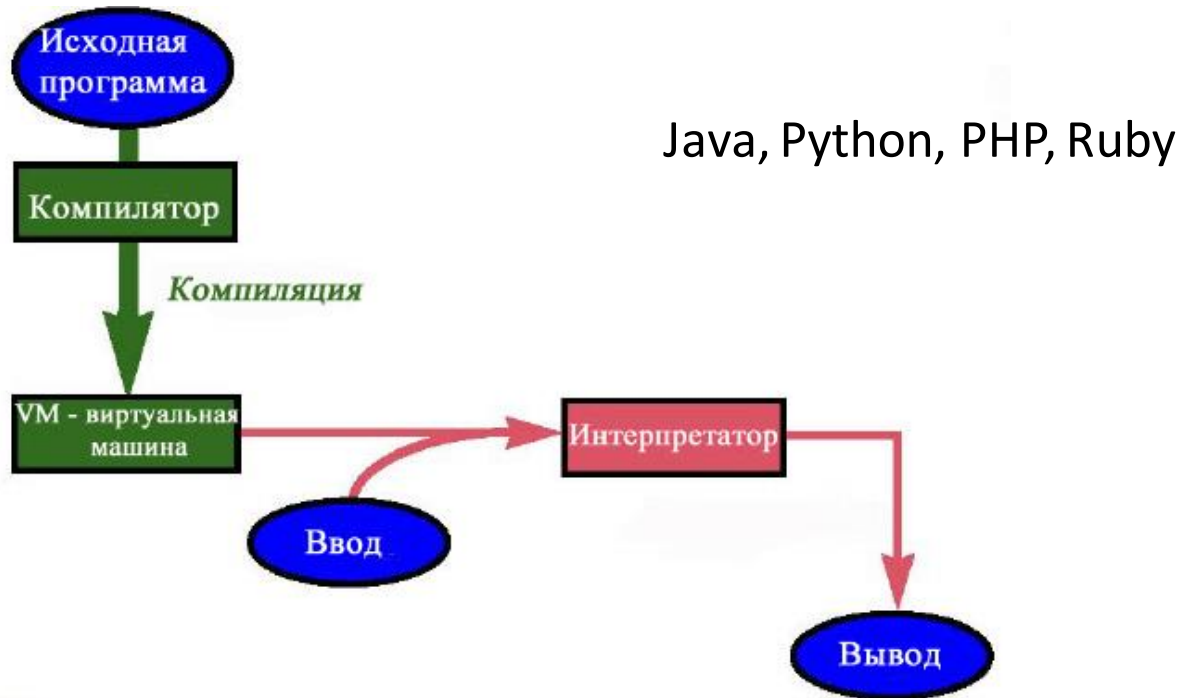 Исходная
программа
Java, Python, PHP, Ruby
Компилятор
Компиляция
VM - виртуальная
машина
Интерпретатор
Ввод
Вывод